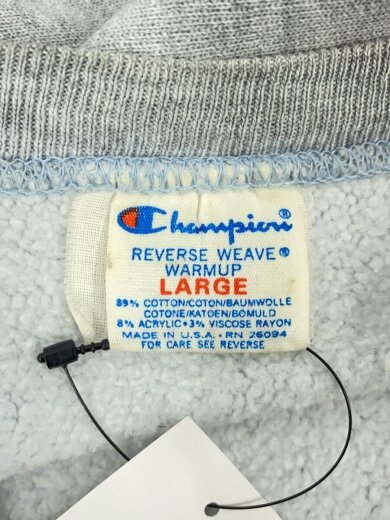 Champion®
REVERSE WEAVE®
WARMUP
LARGE
89% COTTON/COTON/BAUMWOLLE
COTONE/KATOEN/BOMULD
8% ACRYLIC•3% VISCOSE RAYON
MADE IN U.S.A. • RN 26094
FOR CARE SEE REVERSE